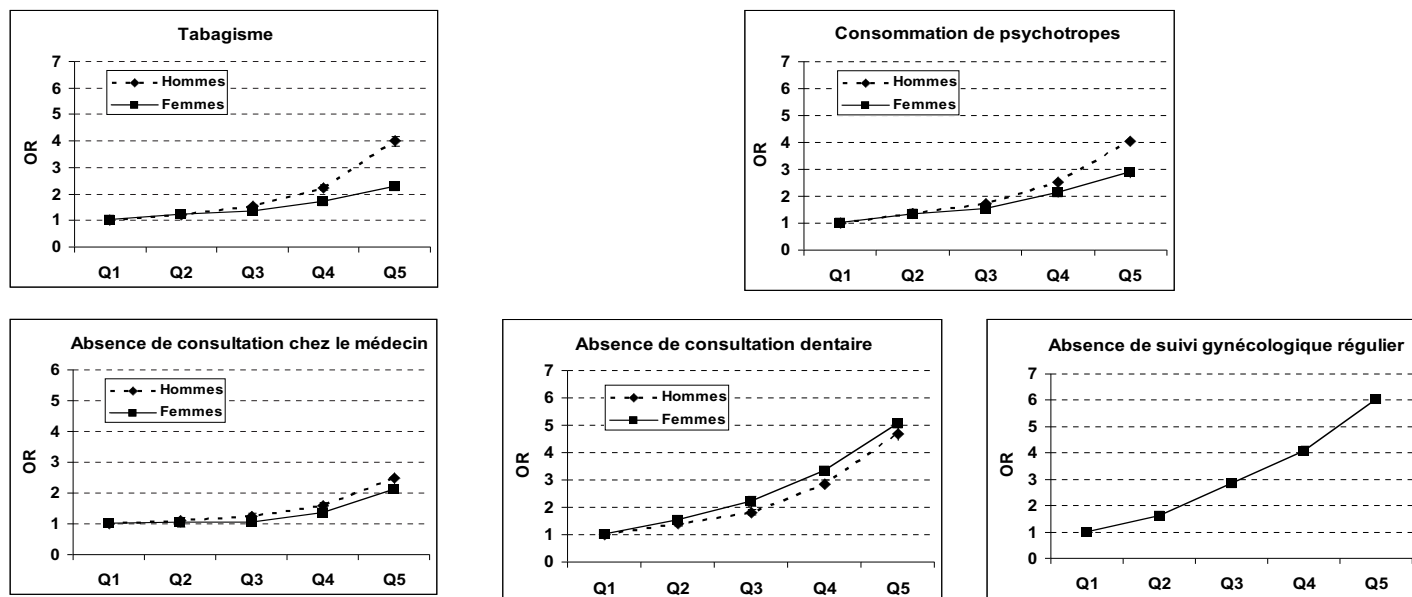 Tabagisme
7
6
5
4
3
2
1
0
OR
Hommes
Femmes
Q1 Q2 Q3 Q4 Q5
Consommation de psychotropes
7
6
5
4
3
2
1
0
OR
Hommes
Femmes
Q1 Q2 Q3 Q4 Q5
Absence de consultation chez le médecin
6
5
4
3
2
1
0
OR
Hommes
Femmes
Q1 Q2 Q3 Q4 Q5
Absence de consultation dentaire
7
6
5
4
3
2
1
0
OR
Hommes
Femmes
Q1 Q2 Q3 Q4 Q5
Absence de suivi gynécologique régulier
7
6
5
4
3
2
1
0
OR
Q1 Q2 Q3 Q4 Q5